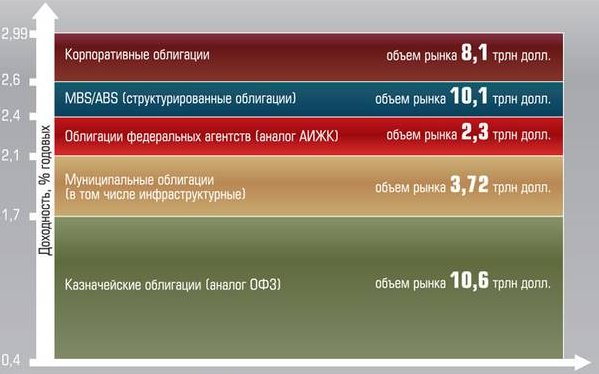 2,99
Корпоративные облигации
объем рынка 8,1 трлн долл.
2,6
MBS/ABS (структурированные облигации)
объем рынка 10,1 трлн долл.
2,4
Облигации федеральных агентств (аналог АИЖК)
объем рынка 2,3 трлн долл.
2,1
Муниципальные облигации
(в том числе инфраструктурные)
объем рынка 3,72 трлн долл.
1,7
Казначейские облигации (аналог ОФЗ)
объем рынка 10,6 трлн долл.
0,4
Доходность, % годовых